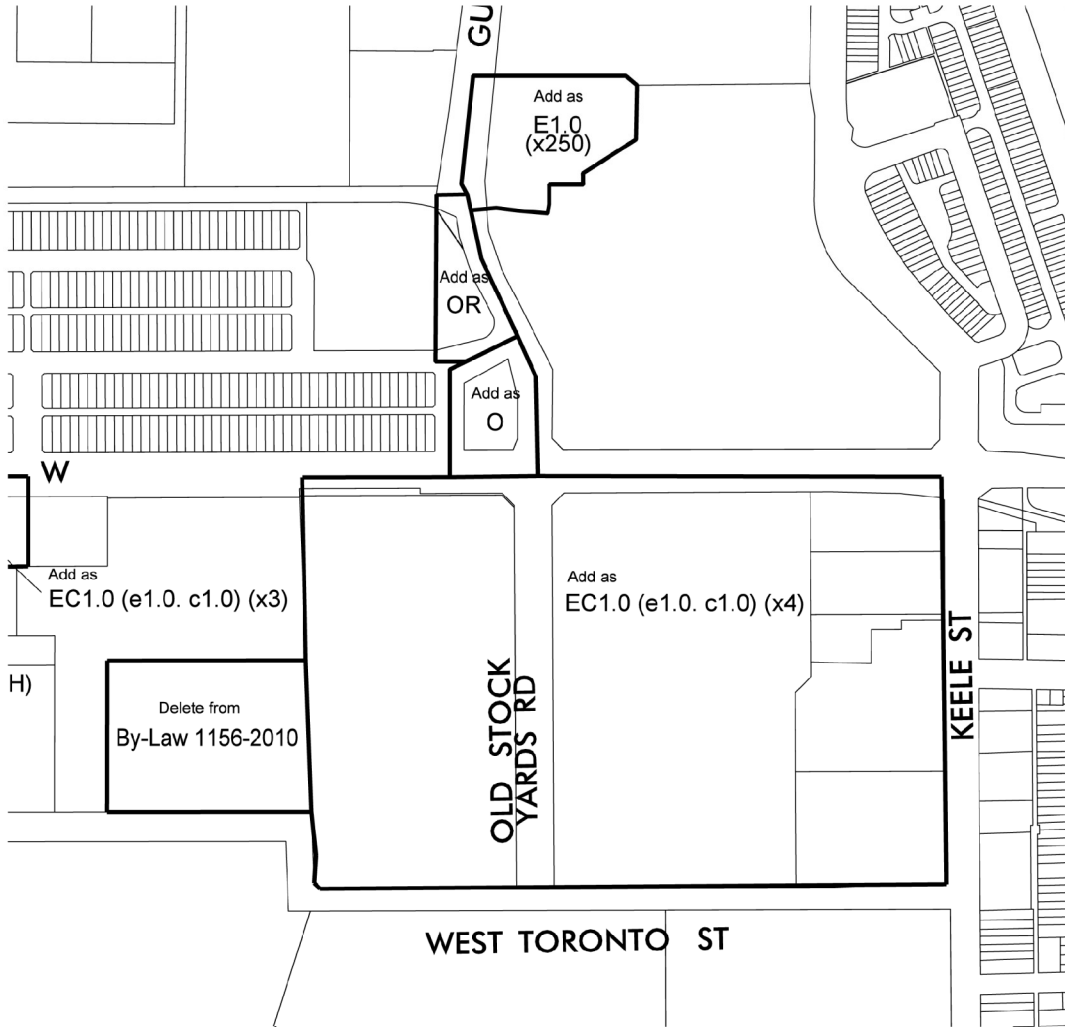 GU
Add as
E1.0
(x250)
Add as
OR
Add as
O
W
Add as
EC1.0 (e1.0. c1.0) (x3)
Add as
EC1.0 (e1.0. c1.0) (x4)
H)
Delete from
By-Law 1156-2010
OLD STOCK
YARDS RD
KEELE ST
WEST TORONTO ST